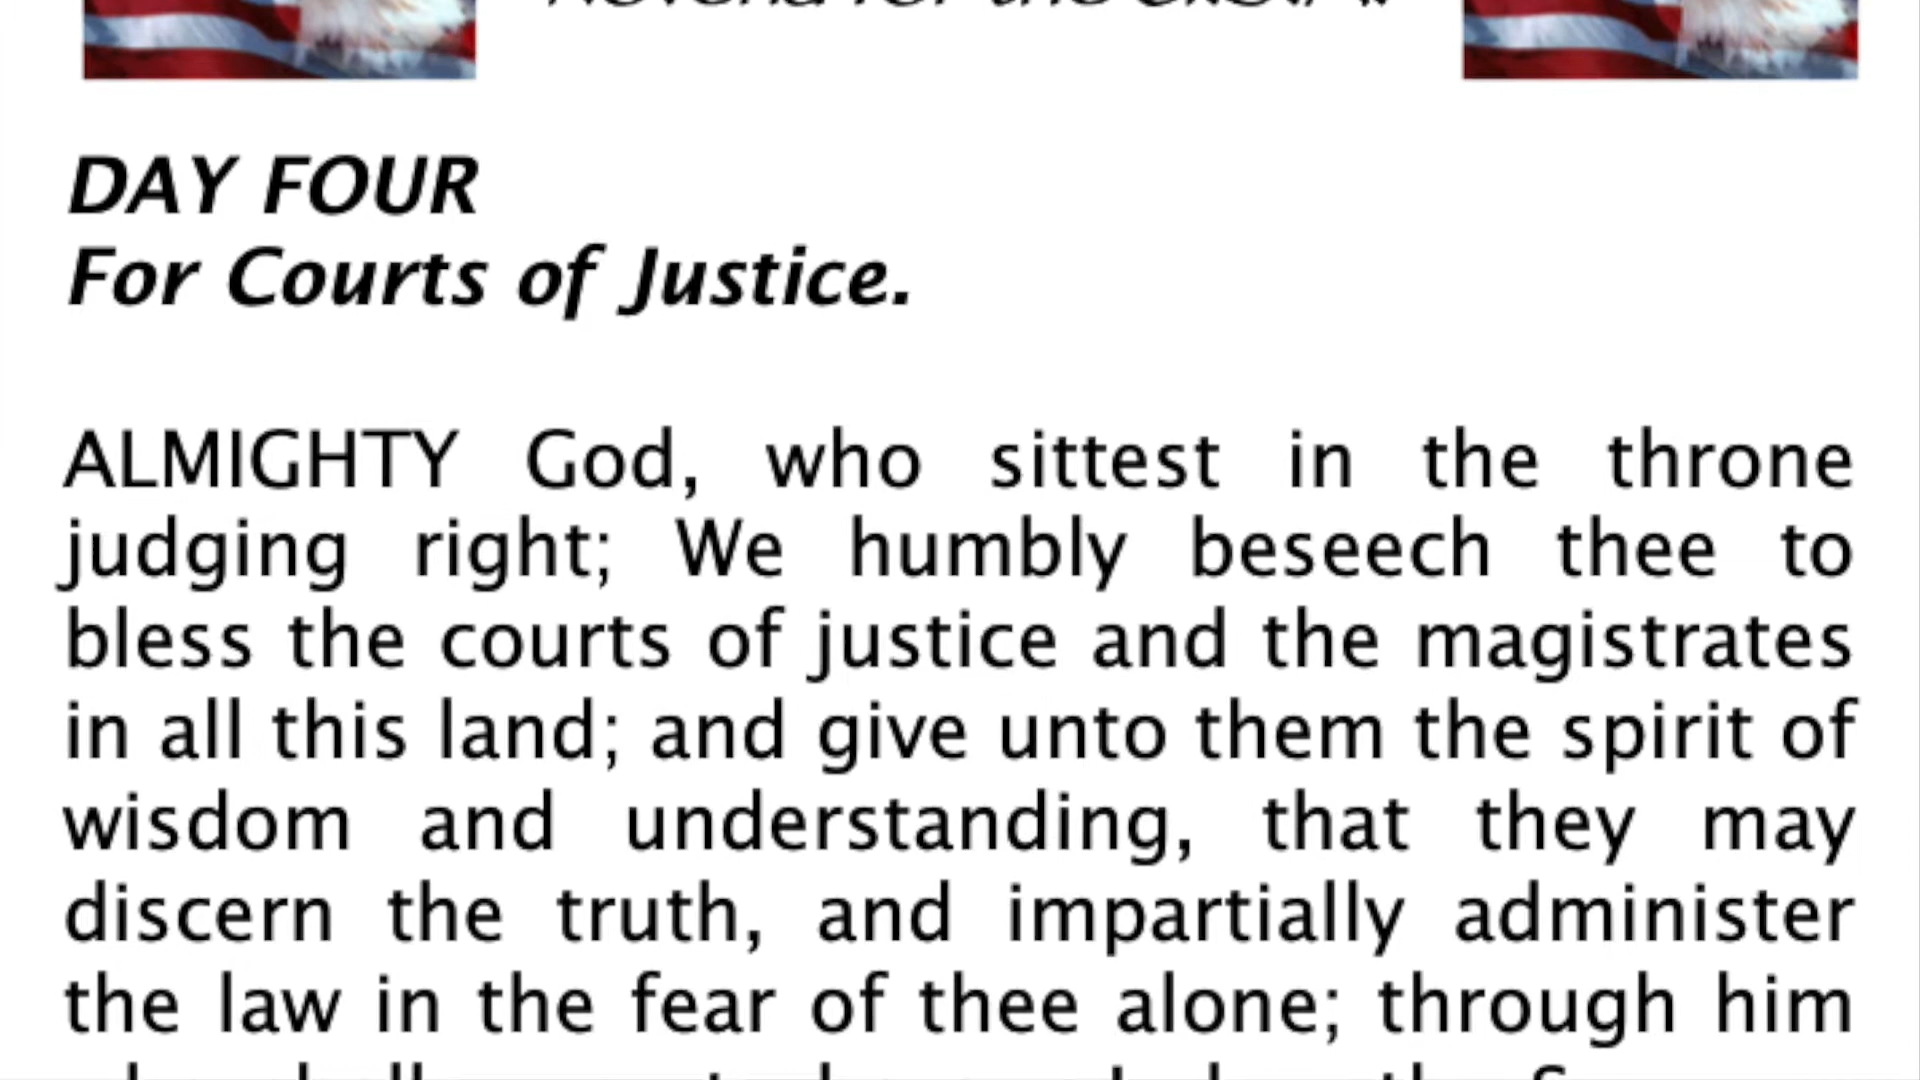 for the
DAY FOUR
For Courts of Justice.
ALMIGHTY God, who sittest in the throne
judging right; We humbly beseech thee to
bless the courts of justice and the magistrates
in all this land; and give unto them the spirit of
wisdom and understanding, that they may
discern the truth, and impartially administer
the law in the fear of thee alone; through him